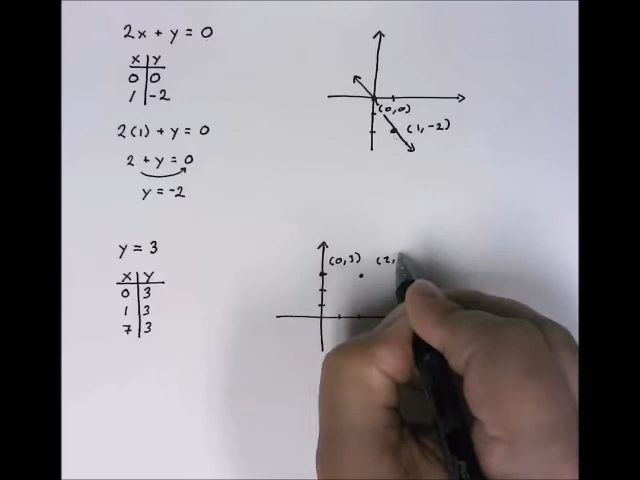 2x + y = 0
x y
0 0
1 -2
(0,0)
(1,-2)
2(1) + y = 0
2 + y = 0
y = -2
y = 3
x y
0 3
1 3
7 3
(0,3) (2,